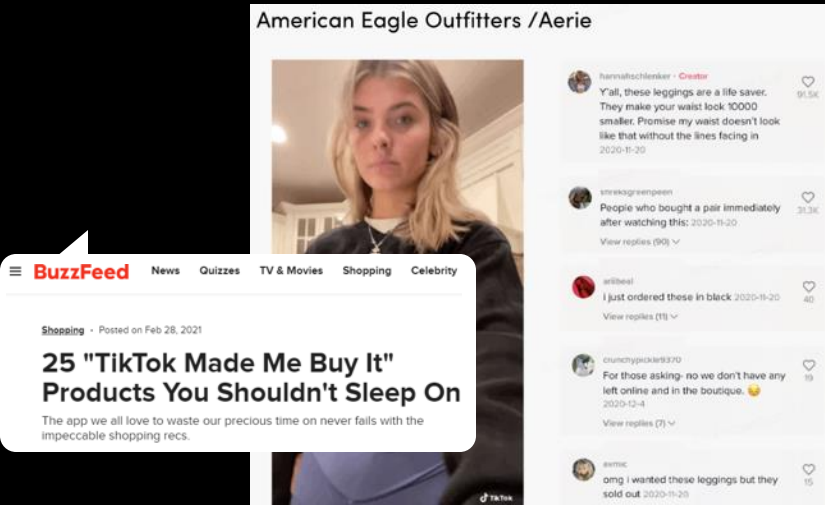 American Eagle Outfitters /Aerie
hannahschlenker · Creator
Y'all, these leggings are a life saver.
They make your waist look 10000
smaller. Promise my waist doesn't look
like that without the lines facing in
2020-11-20
91.5K
snreksgreenpeen
People who bought a pair immediately
after watching this: 2020-11-20
View replies (90)
31.3K
ariibeel
i just ordered these in black 2020-11-20
View replies (11)
40
crunchypickle9370
For those asking- no we don't have any
left online and in the boutique. 😔
2020-12-4
View replies (7)
19
avmic
omg i wanted these leggings but they
sold out 2020-11-20
15
TikTok
BuzzFeed News Quizzes TV & Movies Shopping Celebrity
Shopping · Posted on Feb 28, 2021
25 "TikTok Made Me Buy It"
Products You Shouldn't Sleep On
The app we all love to waste our precious time on never fails with the
impeccable shopping recs.